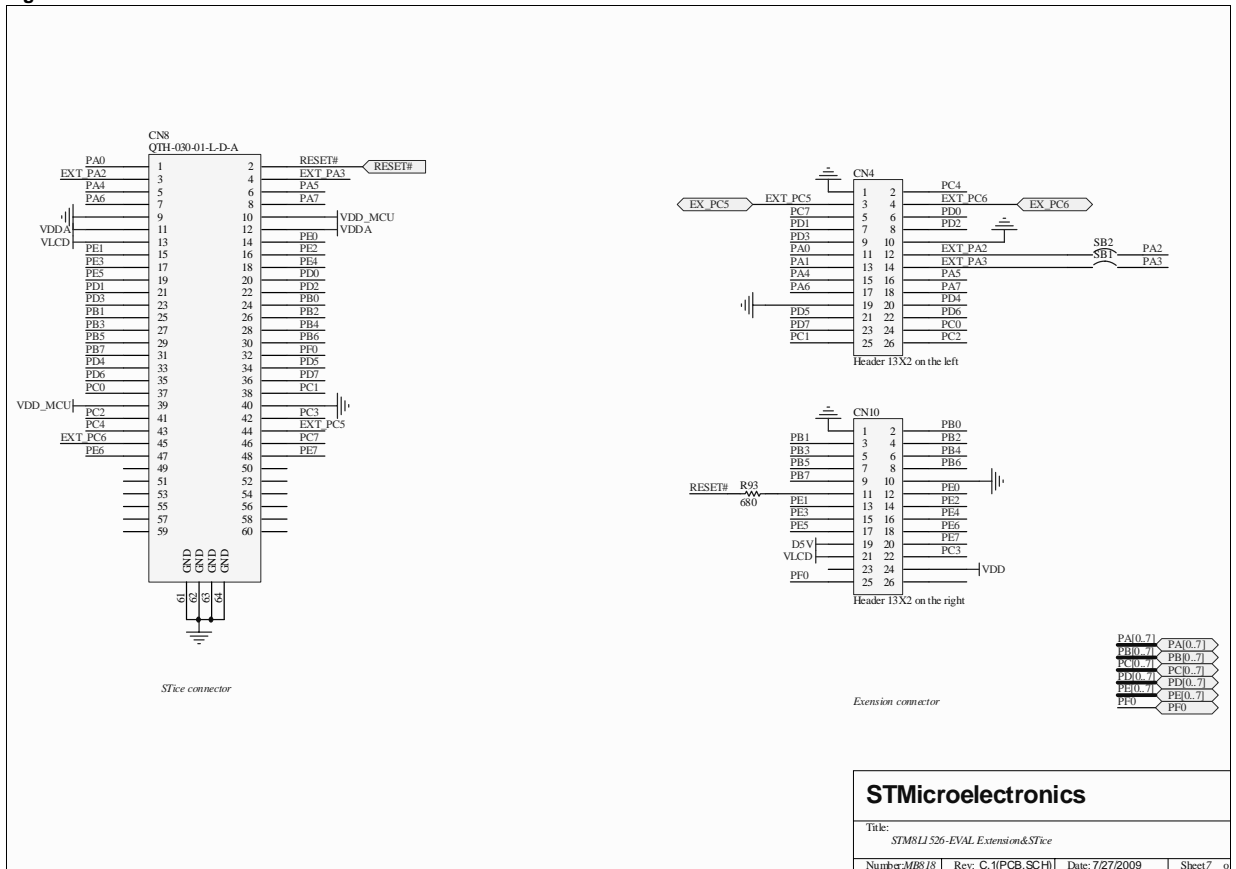 CN8
QTH-030-01-L-D-A
PA0 1 2 RESET# RESET#
EXT_PA2 3 4 EXT_PA3
PA4 5 6 PA5
PA6 7 8 PA7
9 10 VDD_MCU
VDDA 11 12 VDDA
VLCD 13 14 PE0
PE1 15 16 PE2
PE3 17 18 PE4
PE5 19 20 PD0
PD1 21 22 PD2
PD3 23 24 PB0
PB1 25 26 PB2
PB3 27 28 PB4
PB5 29 30 PB6
PB7 31 32 PF0
PD4 33 34 PD5
PD6 35 36 PD7
PC0 37 38 PC1
VDD_MCU 39 40
PC2 41 42 PC3
PC4 43 44 EXT_PC5
EXT_PC6 45 46 PC7
PE6 47 48 PE7
49 50
51 52
53 54
55 56
57 58
59 60
GND GND GND GND
61 62 63 64
STice connector
CN4
1 2 PC4
EX_PC5 EXT_PC5 3 4 EXT_PC6 EX_PC6
PC7 5 6 PD0
PD1 7 8 PD2
PD3 9 10
PA0 11 12 EXT_PA2 SB2 PA2
PA1 13 14 EXT_PA3 SB1 PA3
PA4 15 16 PA5
PA6 17 18 PA7
19 20 PD4
PD5 21 22 PD6
PD7 23 24 PC0
PC1 25 26 PC2
Header 13X2 on the left
CN10
1 2 PB0
PB1 3 4 PB2
PB3 5 6 PB4
PB5 7 8 PB6
PB7 9 10
RESET# R93 680 11 12 PE0
PE1 13 14 PE2
PE3 15 16 PE4
PE5 17 18 PE6
D5V 19 20 PE7
VLCD 21 22 PC3
23 24 VDD
PF0 25 26
Header 13X2 on the right
Exension connector
PA[0..7] PA[0..7]
PB[0..7] PB[0..7]
PC[0..7] PC[0..7]
PD[0..7] PD[0..7]
PE[0..7] PE[0..7]
PF0 PF0
STMicroelectronics
Title:
STM8L1526-EVAL Extension&STice
Number:MB818 Rev: C.1(PCB.SCH) Date: 7/27/2009 Sheet 7